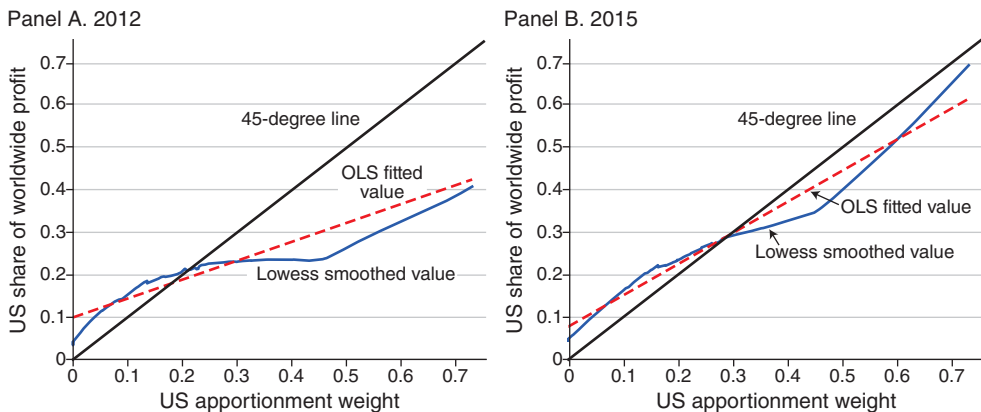 Panel A. 2012
US share of worldwide profit
0.7
0.6
0.5
0.4
0.3
0.2
0.1
0
45-degree line
OLS fitted
value
Lowess smoothed value
0 0.1 0.2 0.3 0.4 0.5 0.6 0.7
US apportionment weight
Panel B. 2015
US share of worldwide profit
0.7
0.6
0.5
0.4
0.3
0.2
0.1
0
45-degree line
OLS fitted value
Lowess smoothed value
0 0.1 0.2 0.3 0.4 0.5 0.6 0.7
US apportionment weight